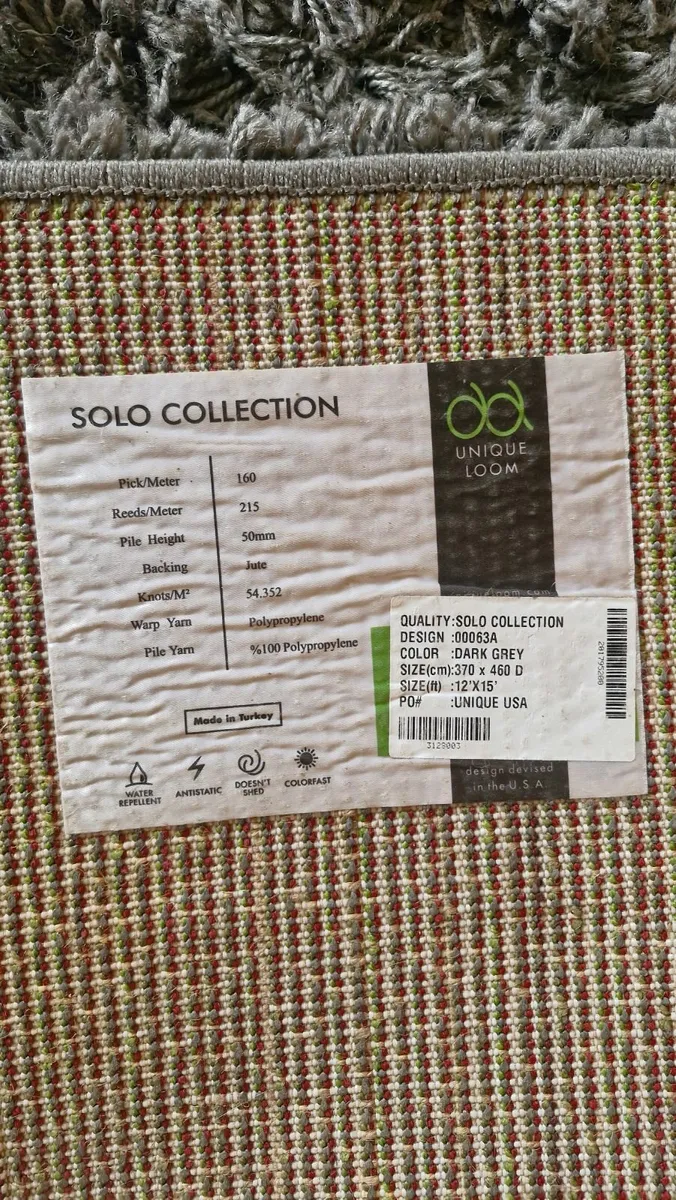 SOLO COLLECTION
Pick/Meter 160
Reeds/Meter 215
Pile Height 50mm
Backing Jute
Knots/M² 54.352
Warp Yarn Polypropylene
Pile Yarn %100 Polypropylene
Made in Turkey
WATER REPELLENT
ANTISTATIC
DOESN'T SHED
COLORFAST
UNIQUE
LOOM
QUALITY:SOLO COLLECTION
DESIGN :00063A
COLOR :DARK GREY
SIZE(cm):370 x 460 D
SIZE(ft) :12'X15'
PO# :UNIQUE USA
3129003
201795200
design devised
in the U.S.A